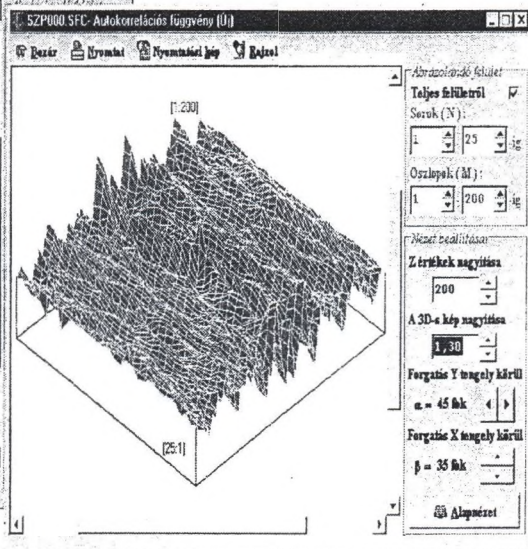 SZP000.SFC- Autokorrelációs függvény (Új)
Bezár Nyomtat Nyomtatási kép Rajzol
[1:200]
[25:1]
Ábrázolandó felület
Teljes felületről
Sorok (N):
1 25 -ig
Oszlopok (M):
1 200 -ig
Nézet beállításai
Z értékek nagyítása
200
A 3D-s kép nagyítása
1,30
Forgatás Y tengely körül
α = 45 fok
Forgatás X tengely körül
β = 35 fok
Alapnézet